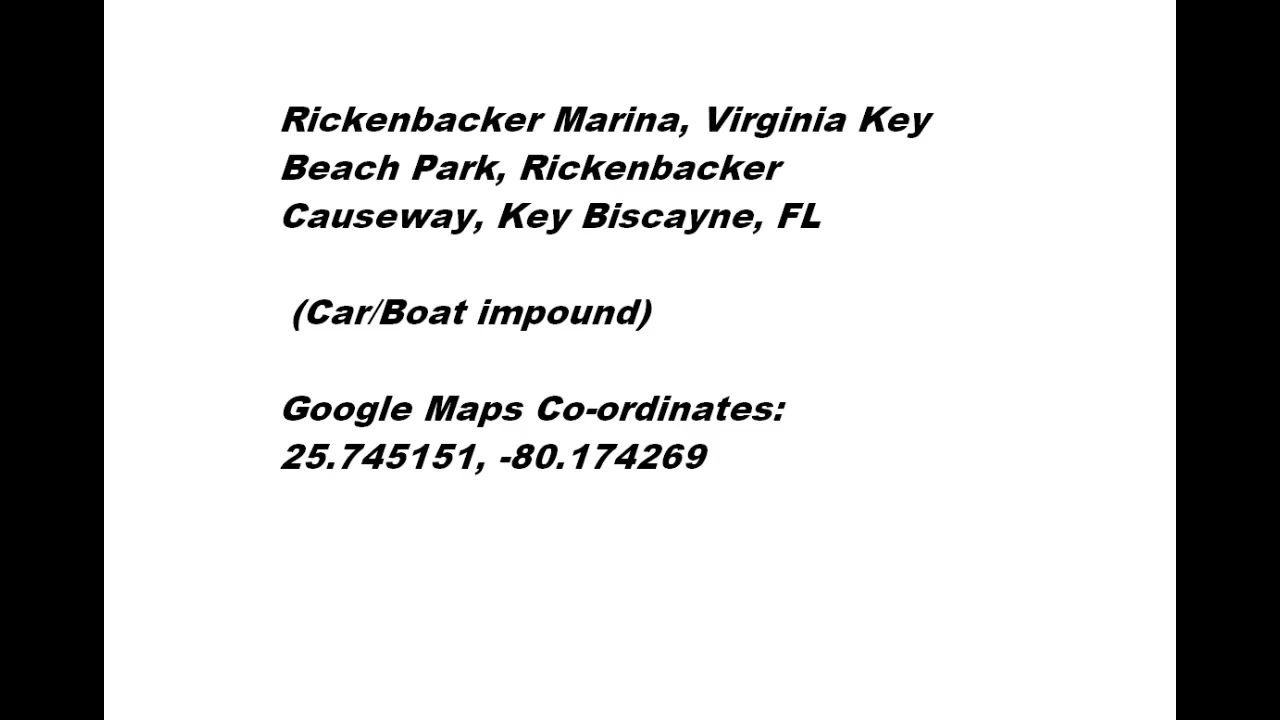 Rickenbacker Marina, Virginia Key
Beach Park, Rickenbacker
Causeway, Key Biscayne, FL
(Car/Boat impound)
Google Maps Co-ordinates:
25.745151, -80.174269